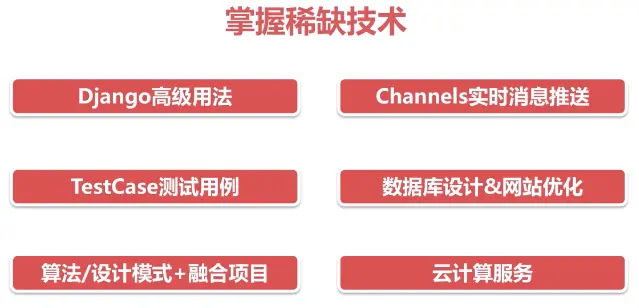 掌握稀缺技术
Django高级用法
Channels实时消息推送
TestCase测试用例
数据库设计&网站优化
算法/设计模式+融合项目
云计算服务